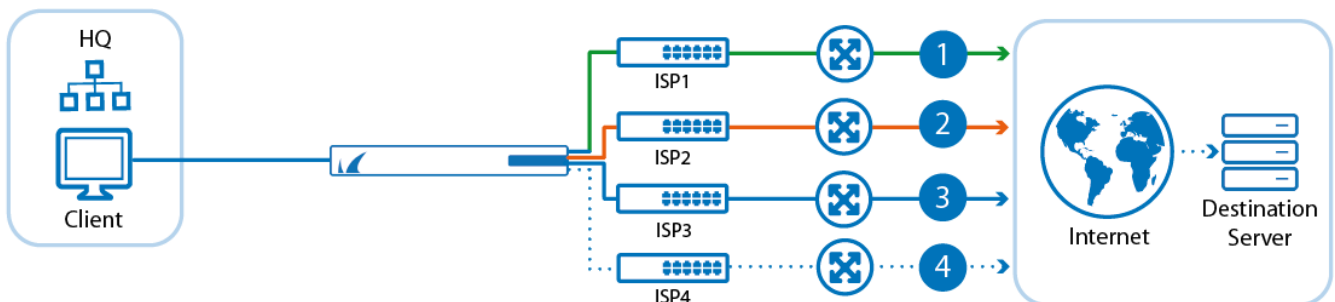 HQ
Client
ISP1
1
ISP2
2
ISP3
3
ISP4
4
Internet
Destination
Server